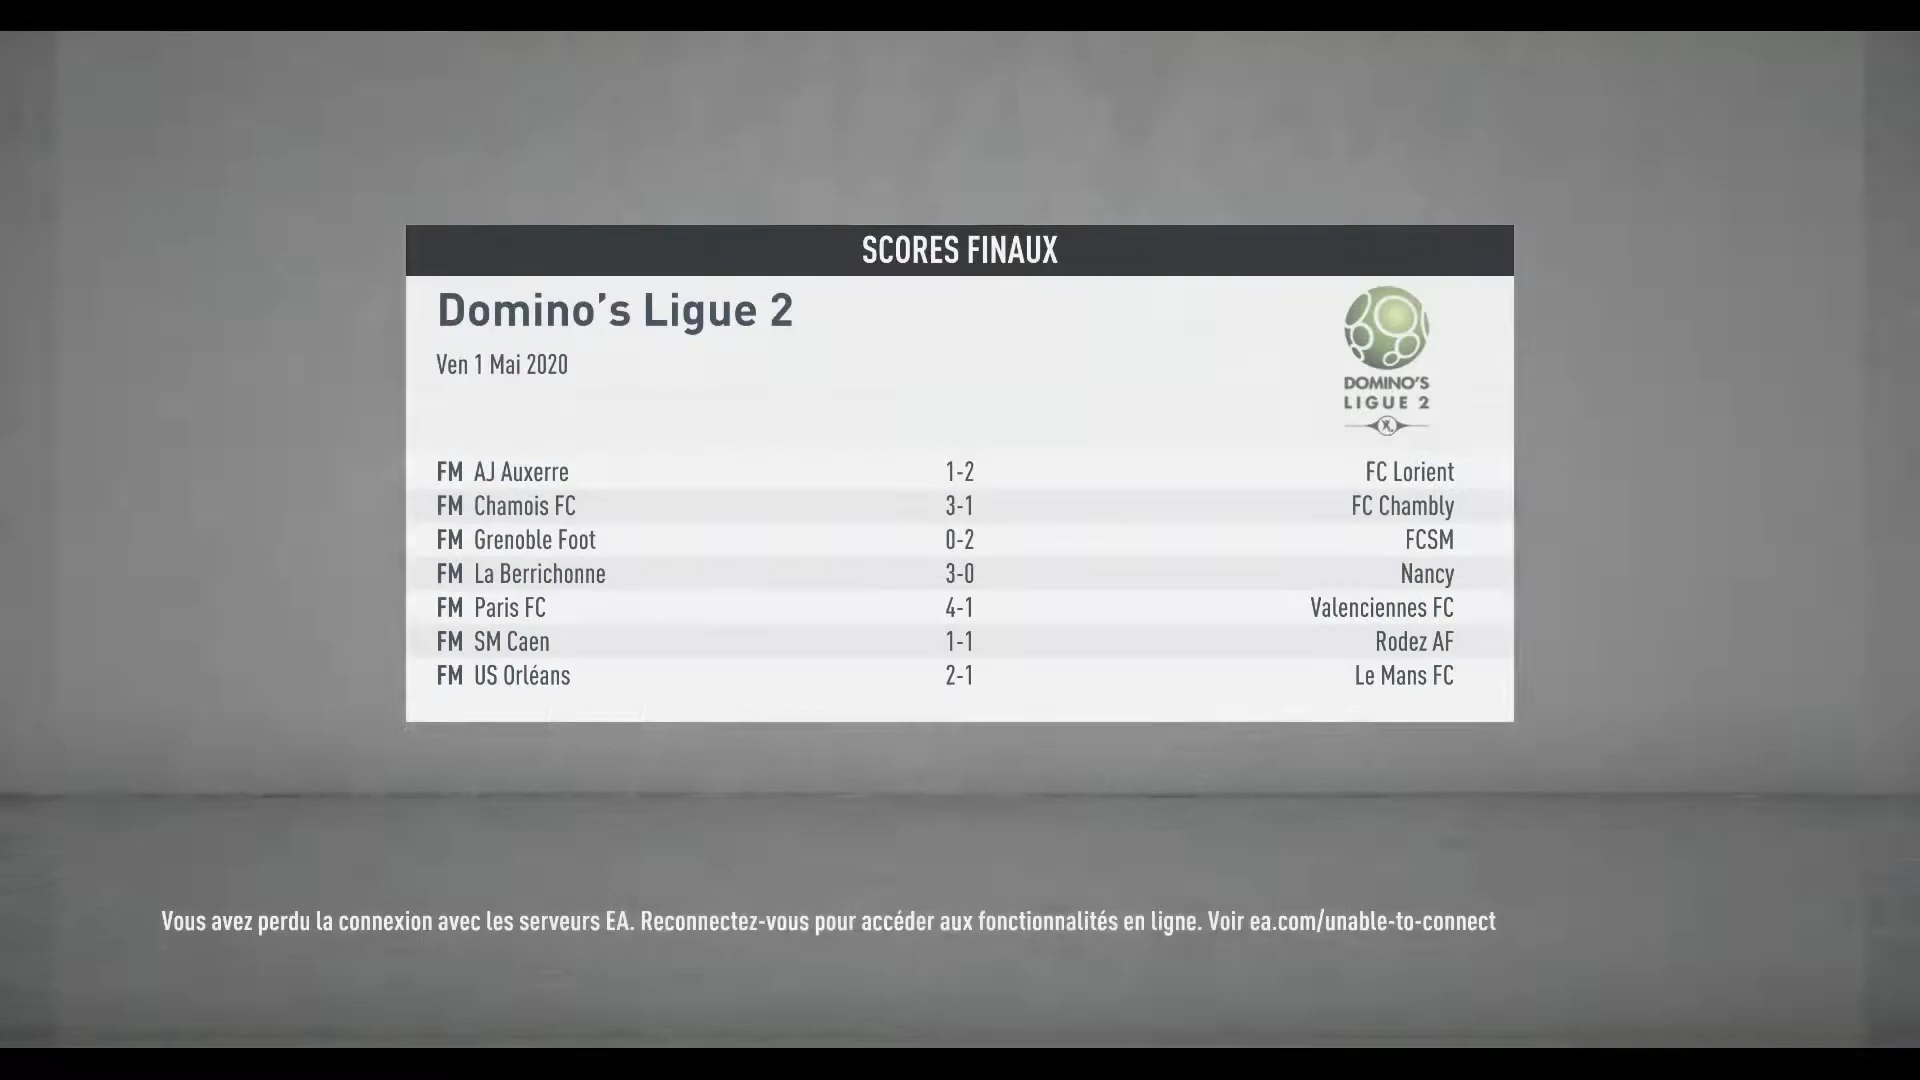 SCORES FINAUX
Domino's Ligue 2
Ven 1 Mai 2020
DOMINO'S
LIGUE 2
FM AJ Auxerre 1-2 FC Lorient
FM Chamois FC 3-1 FC Chambly
FM Grenoble Foot 0-2 FCSM
FM La Berrichonne 3-0 Nancy
FM Paris FC 4-1 Valenciennes FC
FM SM Caen 1-1 Rodez AF
FM US Orléans 2-1 Le Mans FC
Vous avez perdu la connexion avec les serveurs EA. Reconnectez-vous pour accéder aux fonctionnalités en ligne. Voir ea.com/unable-to-connect